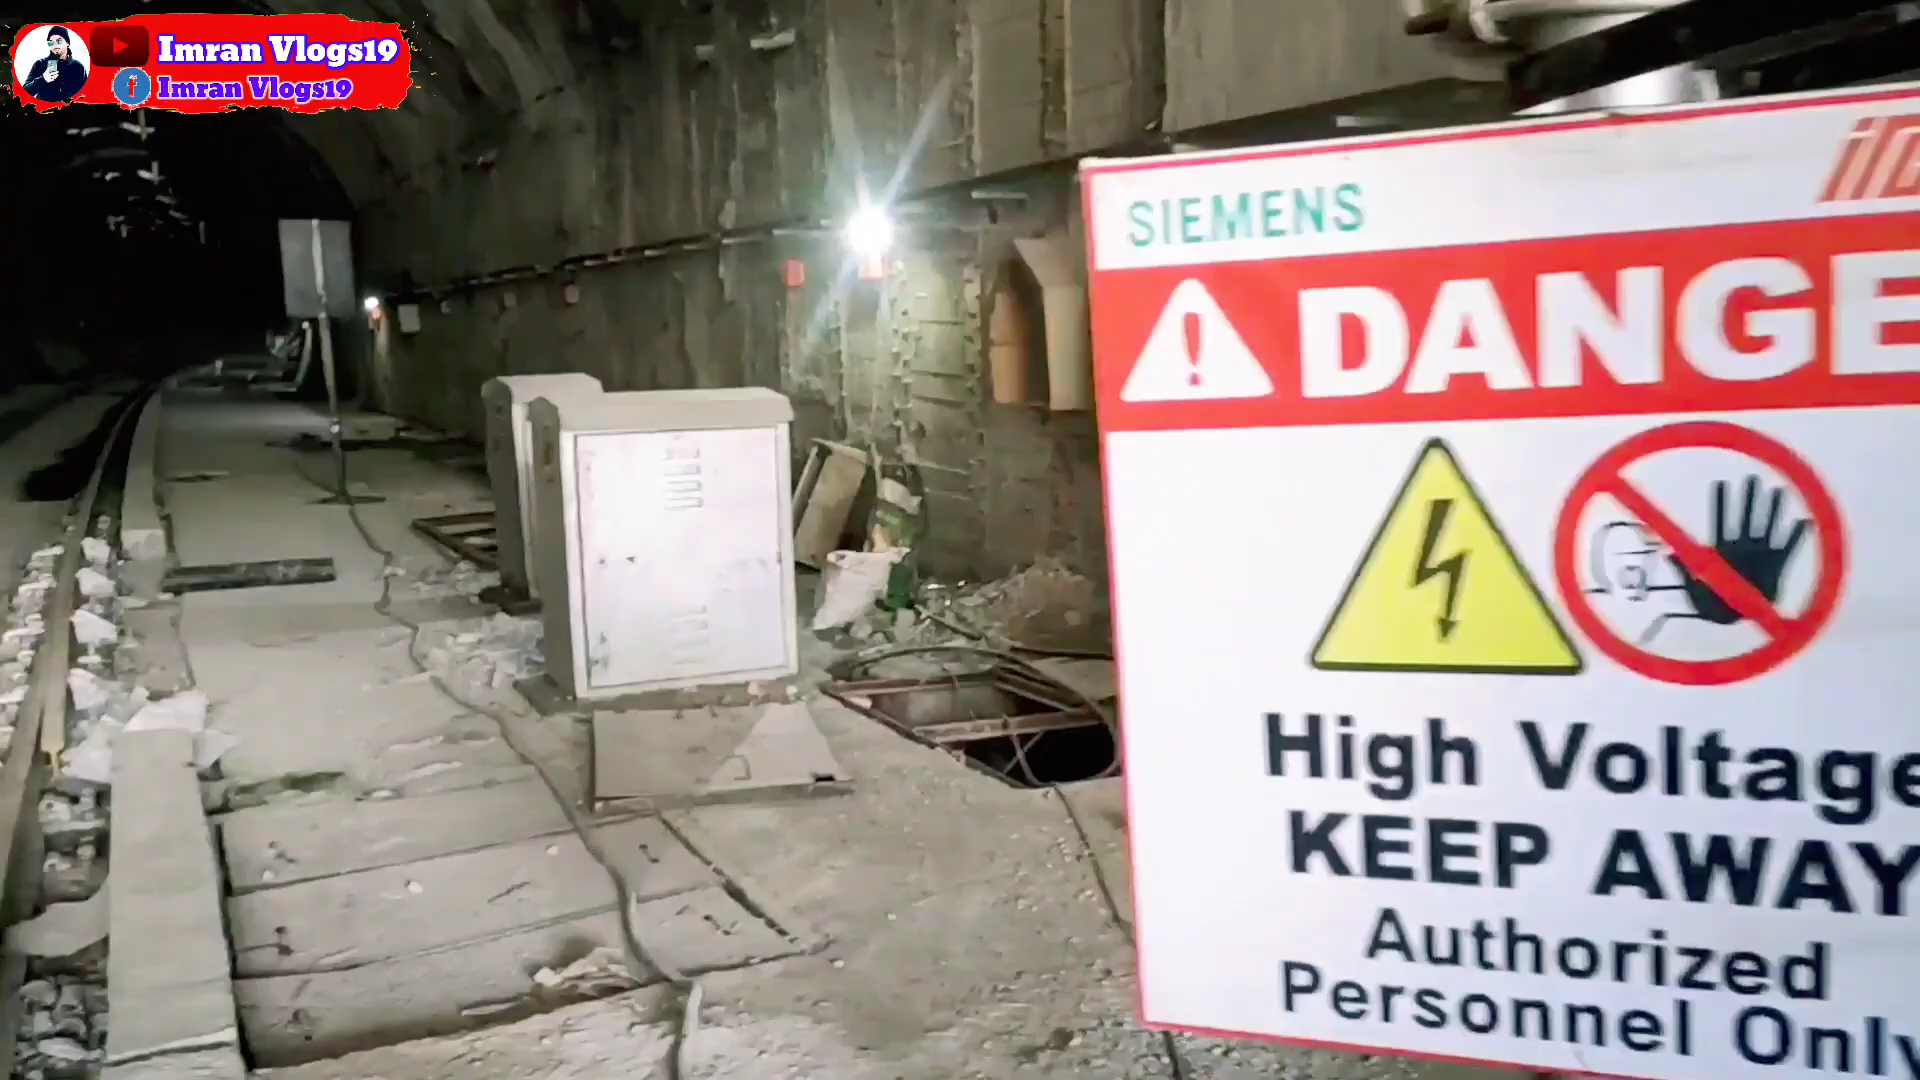 Imran Vlogs19
Imran Vlogs19
SIEMENS
DANGE
High Voltage
KEEP AWAY
Authorized
Personnel Only